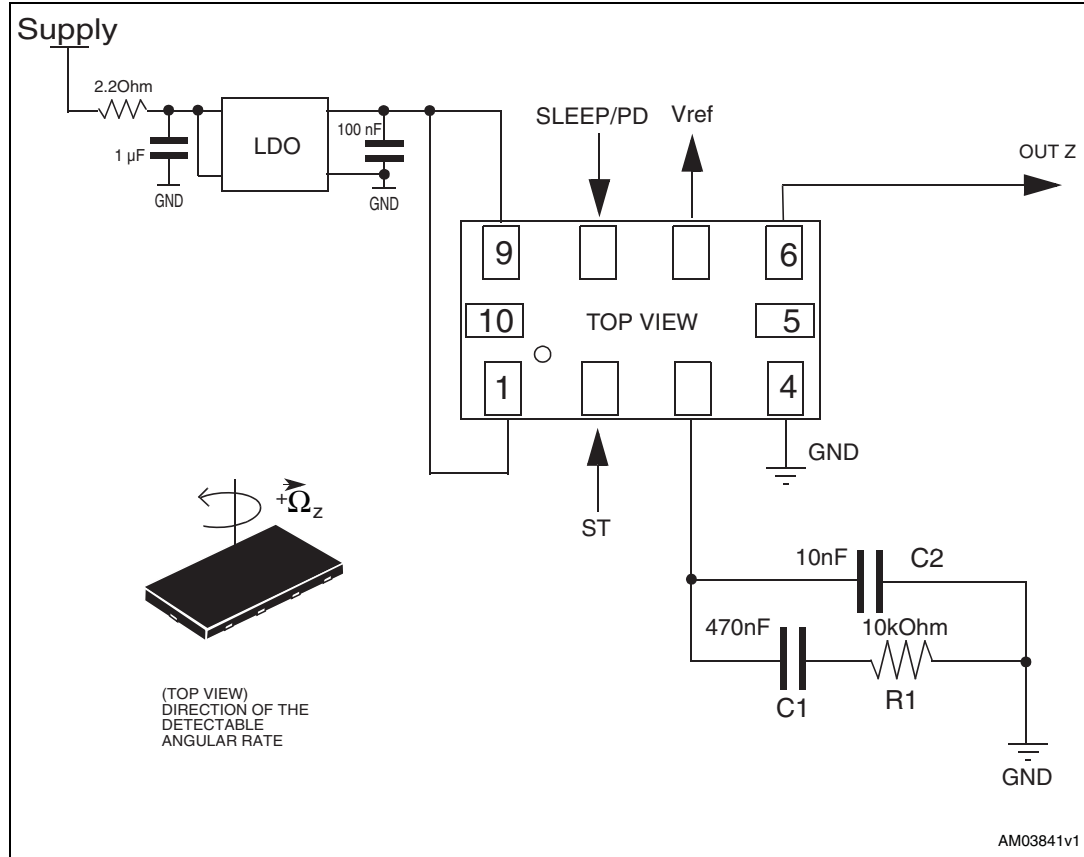 Supply
2.2Ohm
1 µF
GND
LDO
100 nF
GND
SLEEP/PD
Vref
OUT Z
9
6
10
TOP VIEW
5
1
4
GND
ST
+Ωz
(TOP VIEW)
DIRECTION OF THE
DETECTABLE
ANGULAR RATE
10nF
C2
470nF
10kOhm
C1
R1
GND
AM03841v1